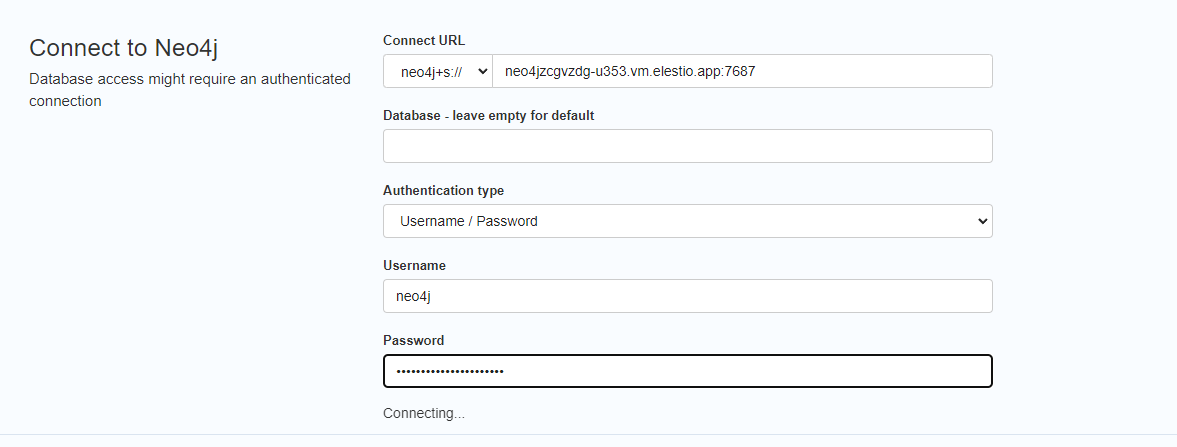 Connect to Neo4j
Database access might require an authenticated
connection
Connect URL
neo4j+s://
neo4jzcgvzdg-u353.vm.elestio.app:7687
Database - leave empty for default
Authentication type
Username / Password
Username
neo4j
Password
••••••••••••••••••••••
Connecting...